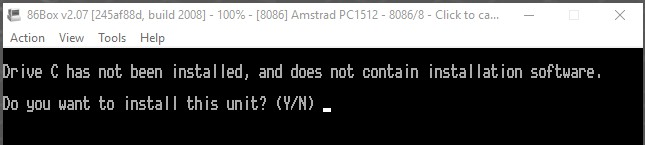 86Box v2.07 [245af88d, build 2008] - 100% - [8086] Amstrad PC1512 - 8086/8 - Click to ca...
Action View Tools Help
Drive C has not been installed, and does not contain installation software.
Do you want to install this unit? (Y/N)